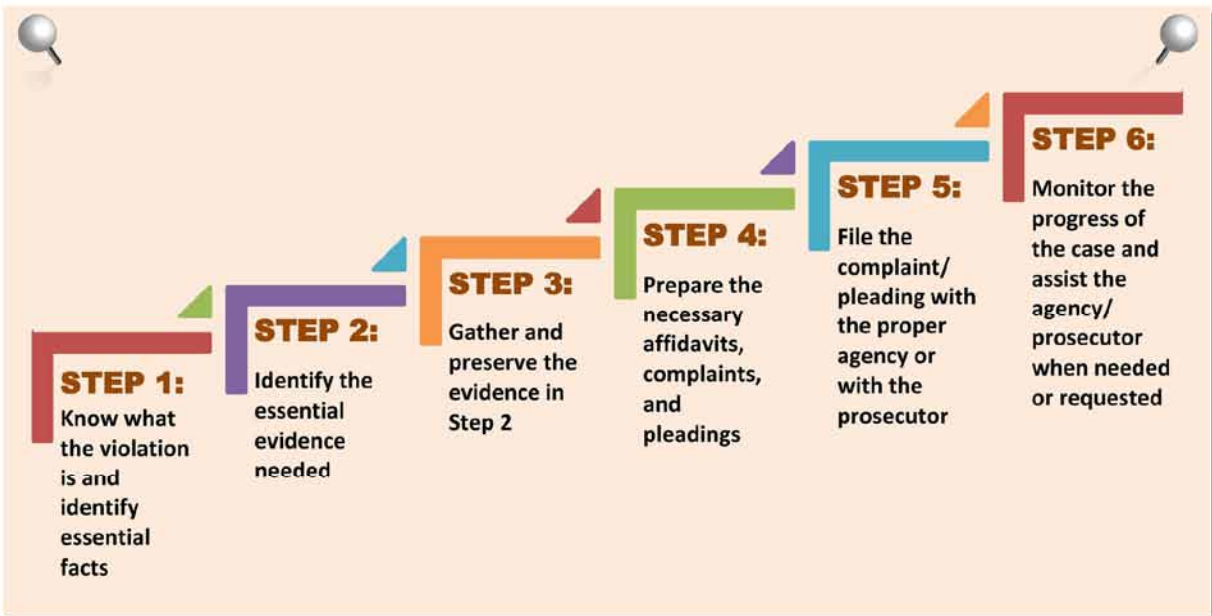 STEP 1:
Know what
the violation
is and
identify
essential
facts
STEP 2:
Identify the
essential
evidence
needed
STEP 3:
Gather and
preserve the
evidence in
Step 2
STEP 4:
Prepare the
necessary
affidavits,
complaints,
and
pleadings
STEP 5:
File the
complaint/
pleading with
the proper
agency or
with the
prosecutor
STEP 6:
Monitor the
progress of
the case and
assist the
agency/
prosecutor
when needed
or requested